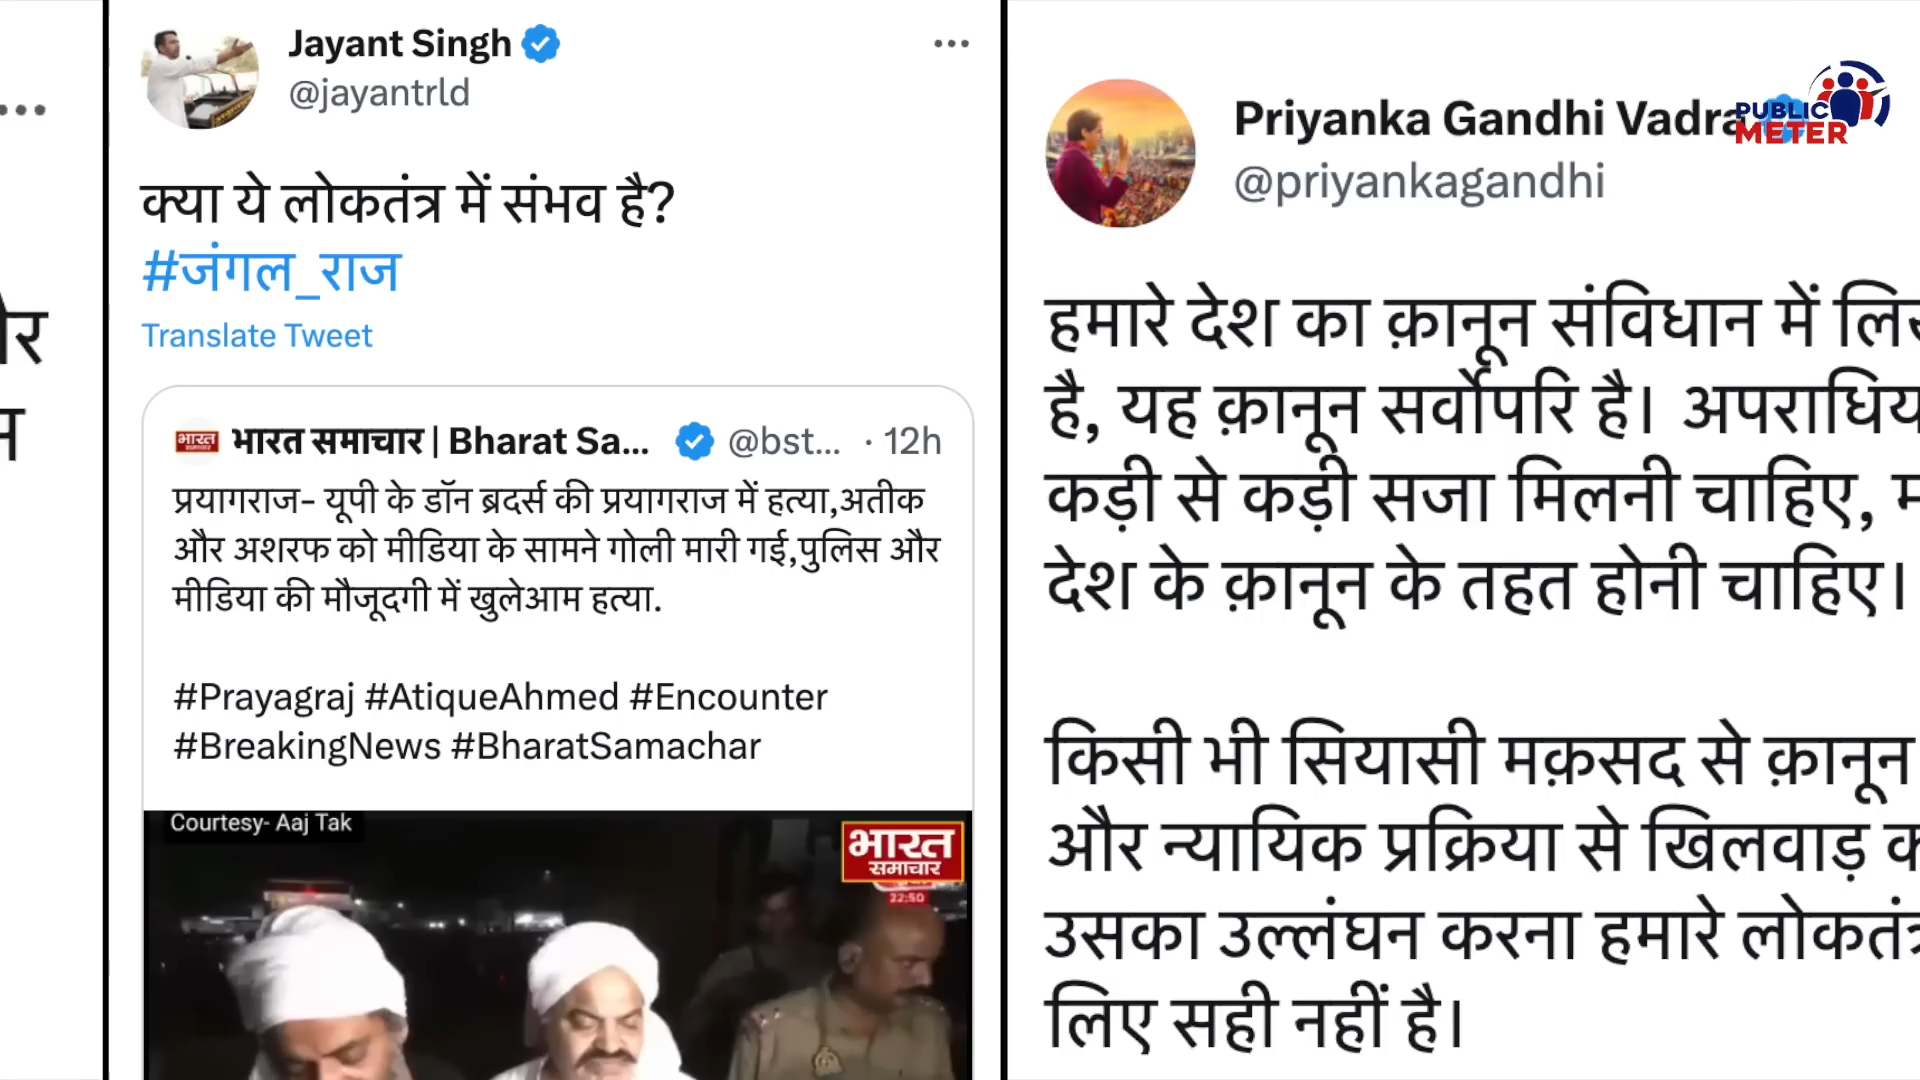 Jayant Singh
@jayantrld
क्या ये लोकतंत्र में संभव है?
#जंगल_राज
Translate Tweet
भारत समाचार | Bharat Sa... @bst... · 12h
प्रयागराज- यूपी के डॉन ब्रदर्स की प्रयागराज में हत्या,अतीक
और अशरफ को मीडिया के सामने गोली मारी गई,पुलिस और
मीडिया की मौजूदगी में खुलेआम हत्या.
#Prayagraj #AtiqueAhmed #Encounter
#BreakingNews #BharatSamachar
Courtesy- Aaj Tak
भारत
समाचार
22:50
Priyanka Gandhi Vadra
@priyankagandhi
PUBLIC
METER
हमारे देश का क़ानून संविधान में
है, यह क़ानून सर्वोपरि है।
कड़ी से कड़ी सजा मिलनी चाहिए,
देश के क़ानून के तहत होनी चाहिए।
किसी भी सियासी मक़सद से क़ानून
और न्यायिक प्रक्रिया से खिलवाड़
उसका उल्लंघन करना हमारे
लिए सही नहीं है।